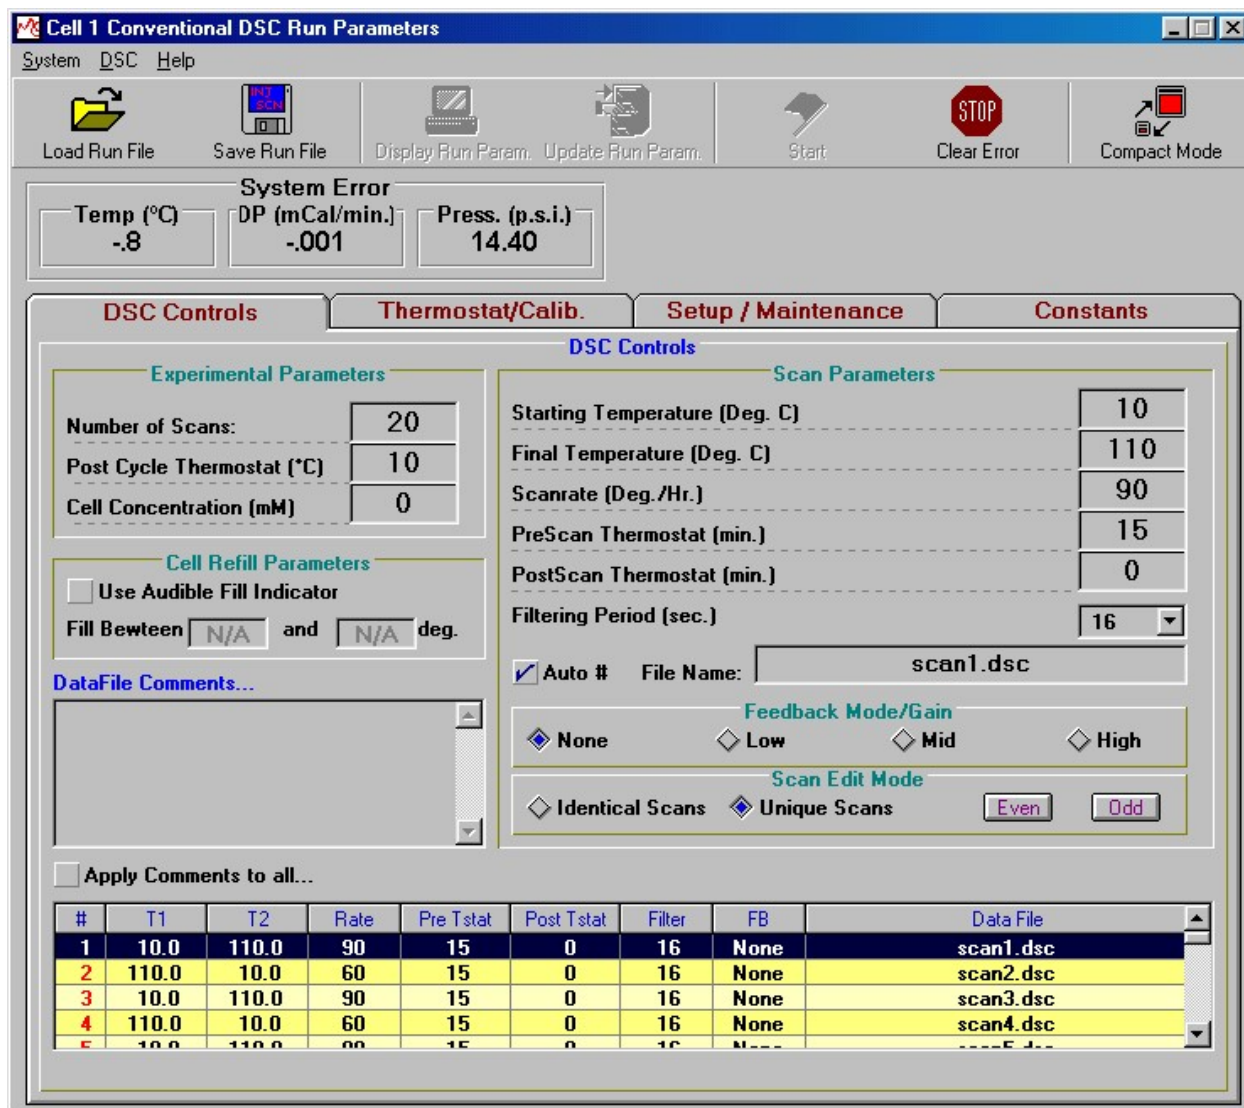 Cell 1 Conventional DSC Run Parameters
System DSC Help
INJ
SCN
STOP
Load Run File Save Run File Display Run Param. Update Run Param. Start Clear Error Compact Mode
System Error
Temp (ºC) DP (mCal/min.) Press. (p.s.i.)
-.8 -.001 14.40
DSC Controls Thermostat/Calib. Setup / Maintenance Constants
DSC Controls
Experimental Parameters
Number of Scans: 20
Post Cycle Thermostat (*C) 10
Cell Concentration (mM) 0
Cell Refill Parameters
Use Audible Fill Indicator
Fill Bewteen N/A and N/A deg.
DataFile Comments...
Scan Parameters
Starting Temperature (Deg. C) 10
Final Temperature (Deg. C) 110
Scanrate (Deg./Hr.) 90
PreScan Thermostat (min.) 15
PostScan Thermostat (min.) 0
Filtering Period (sec.) 16
Auto # File Name: scan1.dsc
Feedback Mode/Gain
None Low Mid High
Scan Edit Mode
Identical Scans Unique Scans Even Odd
Apply Comments to all...
# T1 T2 Rate Pre Tstat Post Tstat Filter FB Data File
1 10.0 110.0 90 15 0 16 None scan1.dsc
2 110.0 10.0 60 15 0 16 None scan2.dsc
3 10.0 110.0 90 15 0 16 None scan3.dsc
4 110.0 10.0 60 15 0 16 None scan4.dsc